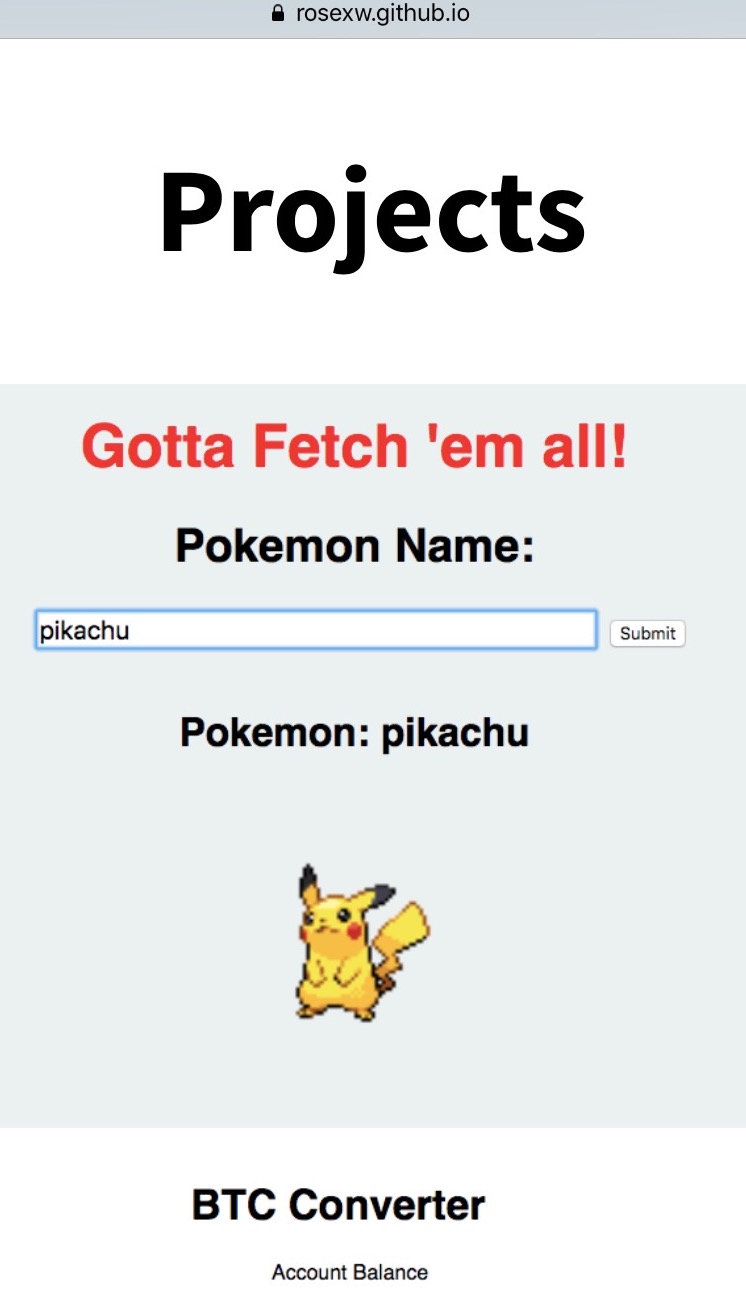 rosexw.github.io
Projects
Gotta Fetch 'em all!
Pokemon Name:
pikachu Submit
Pokemon: pikachu
BTC Converter
Account Balance